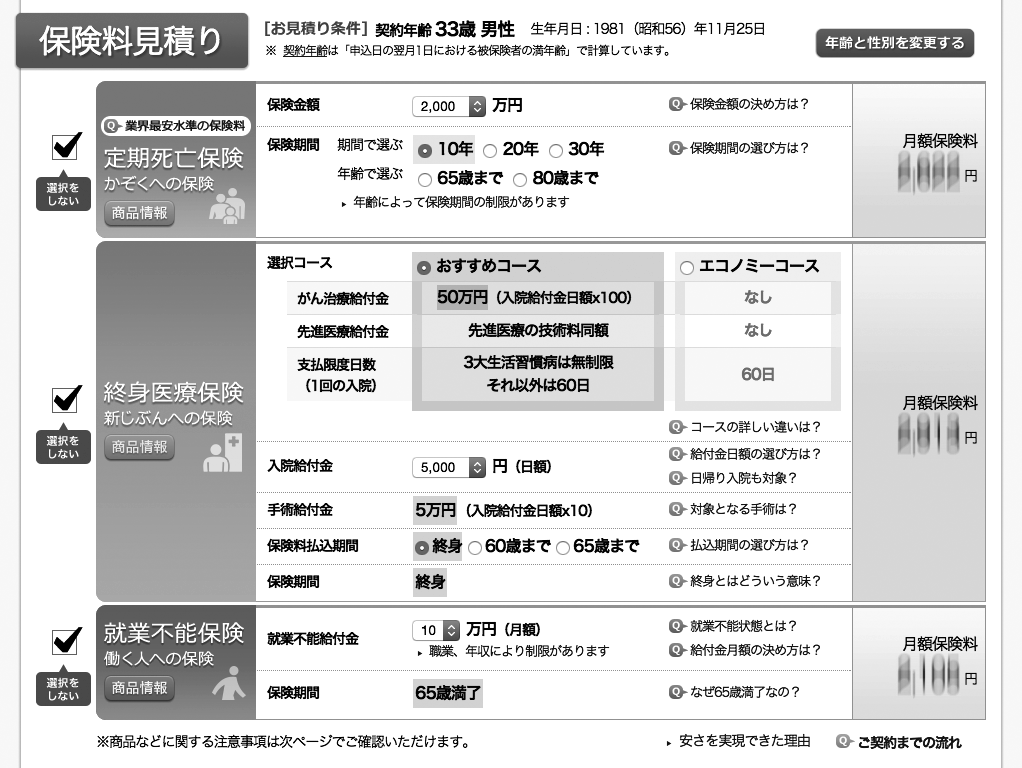 保険料見積り
[お見積り条件] 契約年齢 33歳 男性 生年月日：1981（昭和56）年11月25日
※ 契約年齢は「申込日の翌月1日における被保険者の満年齢」で計算しています。
年齢と性別を変更する
選択を
しない
Q 業界最安水準の保険料
定期死亡保険
かぞくへの保険
商品情報
保険金額 2,000 万円 Q 保険金額の決め方は？
保険期間 期間で選ぶ 10年 20年 30年 Q 保険期間の選び方は？
年齢で選ぶ 65歳まで 80歳まで
▸ 年齢によって保険期間の制限があります
月額保険料
円
選択を
しない
終身医療保険
新じぶんへの保険
商品情報
選択コース おすすめコース エコノミーコース
がん治療給付金 50万円（入院給付金日額x100） なし
先進医療給付金 先進医療の技術料同額 なし
支払限度日数
（1回の入院）
3大生活習慣病は無制限
それ以外は60日
60日
Q コースの詳しい違いは？
入院給付金 5,000 円（日額） Q 給付金日額の選び方は？
Q 日帰り入院も対象？
手術給付金 5万円（入院給付金日額x10） Q 対象となる手術は？
保険料払込期間 終身 60歳まで 65歳まで Q 払込期間の選び方は？
保険期間 終身 Q 終身とはどういう意味？
月額保険料
円
選択を
しない
就業不能保険
働く人への保険
商品情報
就業不能給付金 10 万円（月額） Q 就業不能状態とは？
▸ 職業、年収により制限があります Q 給付金月額の決め方は？
保険期間 65歳満了 Q なぜ65歳満了なの？
月額保険料
円
※商品などに関する注意事項は次ページでご確認いただけます。
▸ 安さを実現できた理由 Q ご契約までの流れ